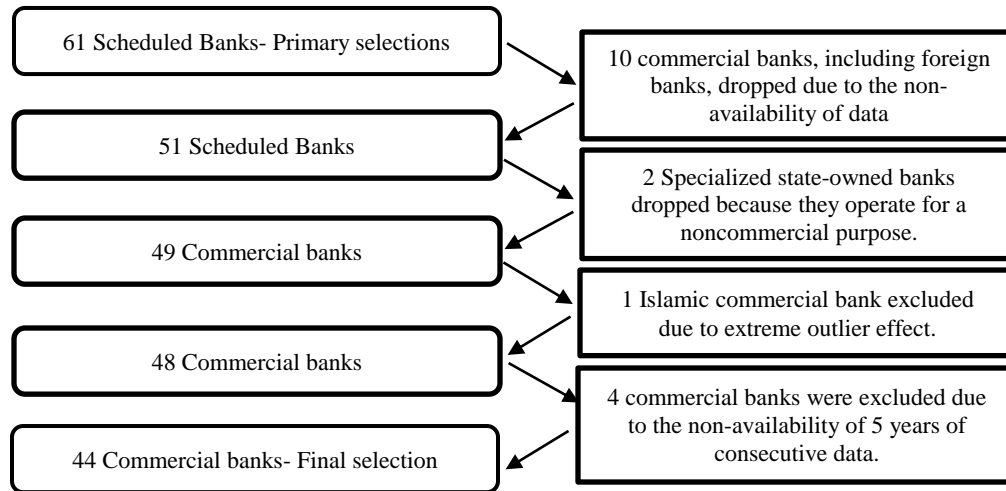 61 Scheduled Banks- Primary selections
10 commercial banks, including foreign
banks, dropped due to the non-
availability of data
51 Scheduled Banks
2 Specialized state-owned banks
dropped because they operate for a
noncommercial purpose.
49 Commercial banks
1 Islamic commercial bank excluded
due to extreme outlier effect.
48 Commercial banks
4 commercial banks were excluded due
to the non-availability of 5 years of
consecutive data.
44 Commercial banks- Final selection